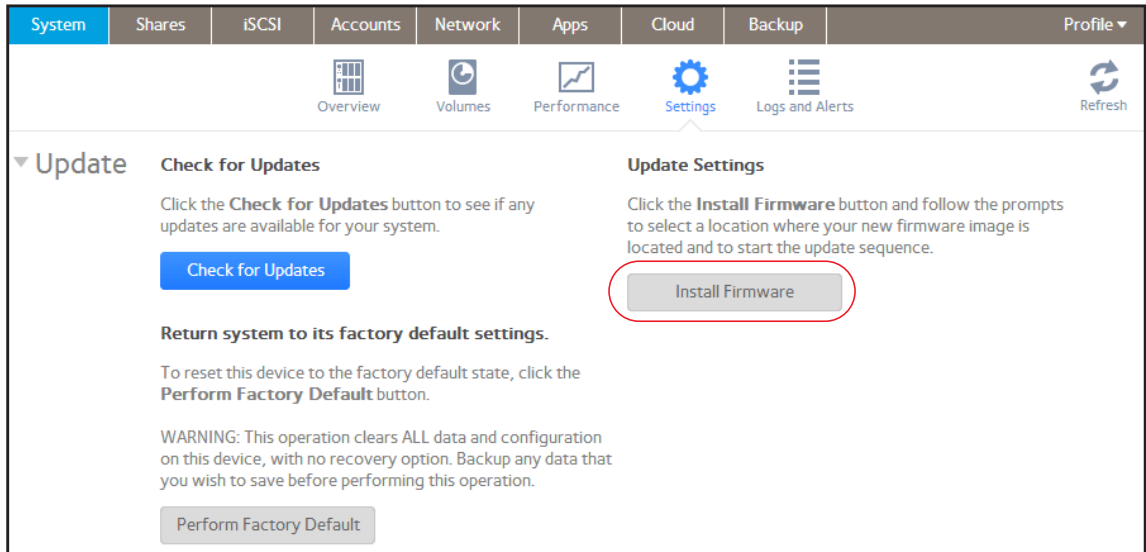 System Shares iSCSI Accounts Network Apps Cloud Backup Profile
Overview Volumes Performance Settings Logs and Alerts Refresh
Update
Check for Updates
Click the Check for Updates button to see if any
updates are available for your system.
Check for Updates
Return system to its factory default settings.
To reset this device to the factory default state, click the
Perform Factory Default button.
WARNING: This operation clears ALL data and configuration
on this device, with no recovery option. Backup any data that
you wish to save before performing this operation.
Perform Factory Default
Update Settings
Click the Install Firmware button and follow the prompts
to select a location where your new firmware image is
located and to start the update sequence.
Install Firmware